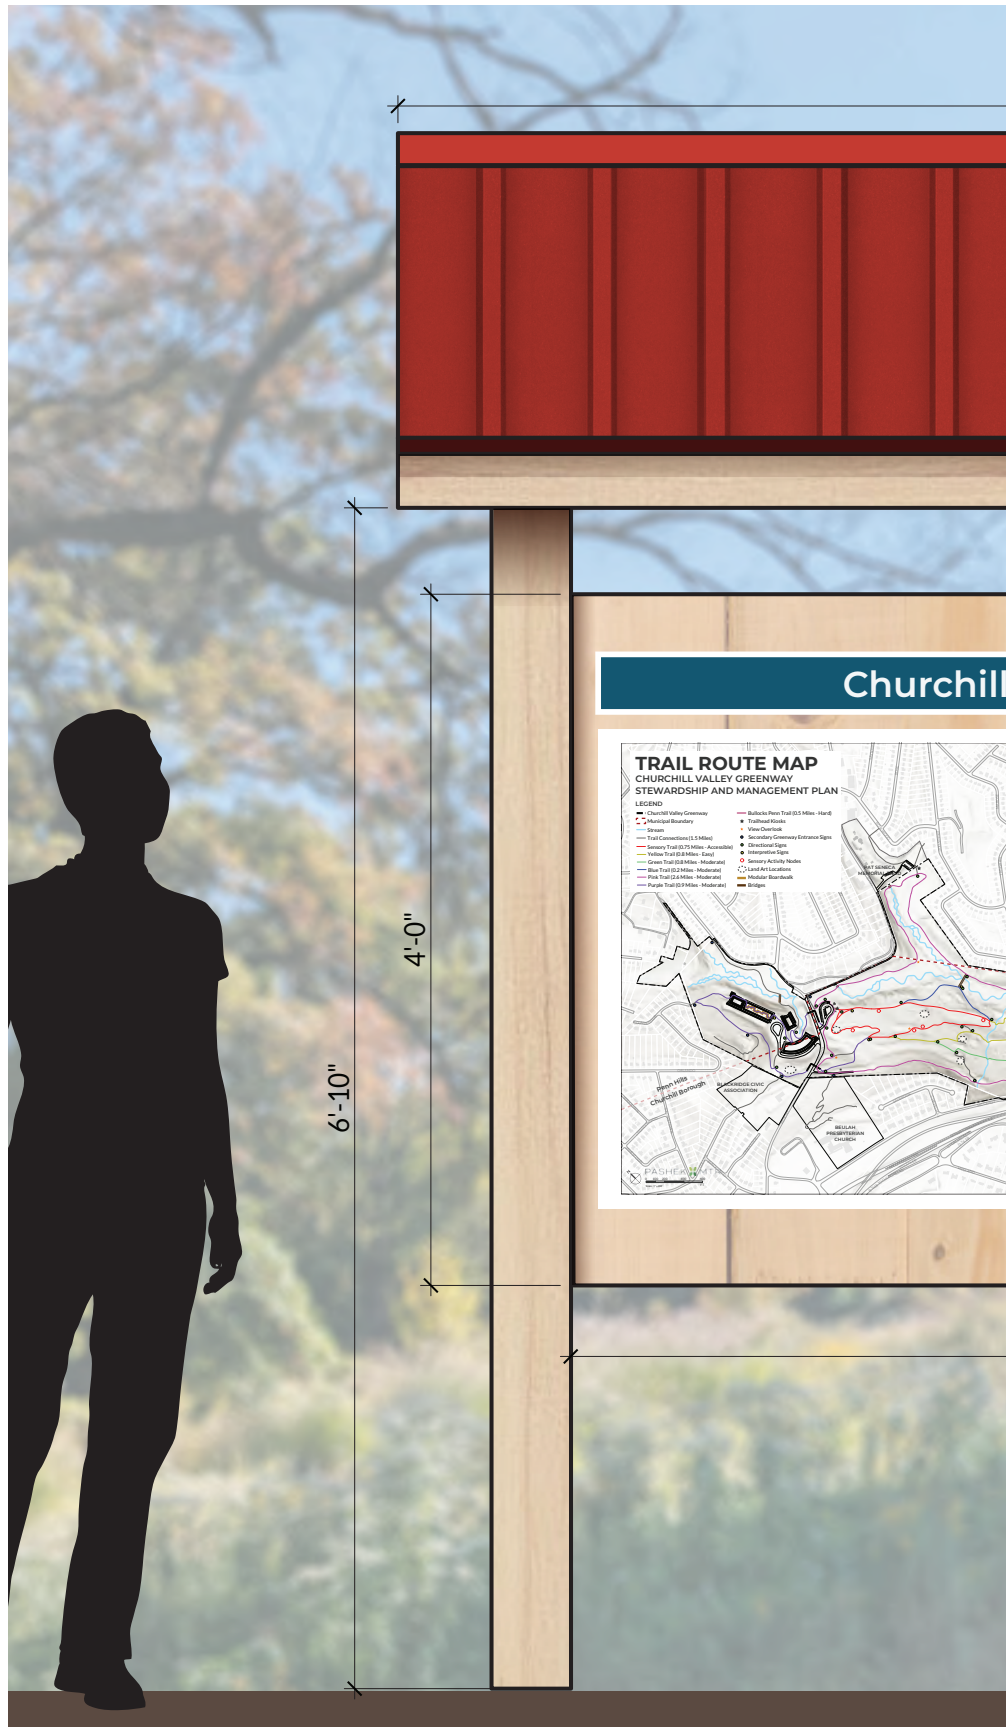 Churchill
TRAIL ROUTE MAP
CHURCHILL VALLEY GREENWAY
STEWARDSHIP AND MANAGEMENT PLAN
LEGEND
Churchill Valley Greenway
Municipal Boundary
Stream
Trail Connections (1.5 Miles)
Sensory Trail (0.75 Miles - Accessible)
Yellow Trail (0.8 Miles - Easy)
Green Trail (0.8 Miles - Moderate)
Blue Trail (0.2 Miles - Moderate)
Pink Trail (2.6 Miles - Moderate)
Purple Trail (0.9 Miles - Moderate)
Bullocks Penn Trail (0.5 Miles - Hard)
Trailhead Kiosks
View Overlook
Secondary Greenway Entrance Signs
Directional Signs
Interpretive Signs
Sensory Activity Nodes
Land Art Locations
Modular Boardwalk
Bridges
PAT SENECA
MEMORIAL
4'-0"
6'-10"
Penn Hills
Churchill Borough
BLACKRIDGE CIVIC
ASSOCIATION
BEULAH
PRESBYTERIAN
CHURCH
PASHEK MTR